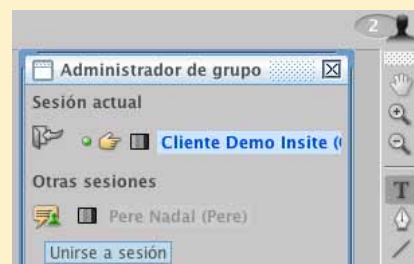 2
Administrador de grupo
Sesión actual
Cliente Demo Insite (
Otras sesiones
Pere Nadal (Pere)
Unirse a sesión
T